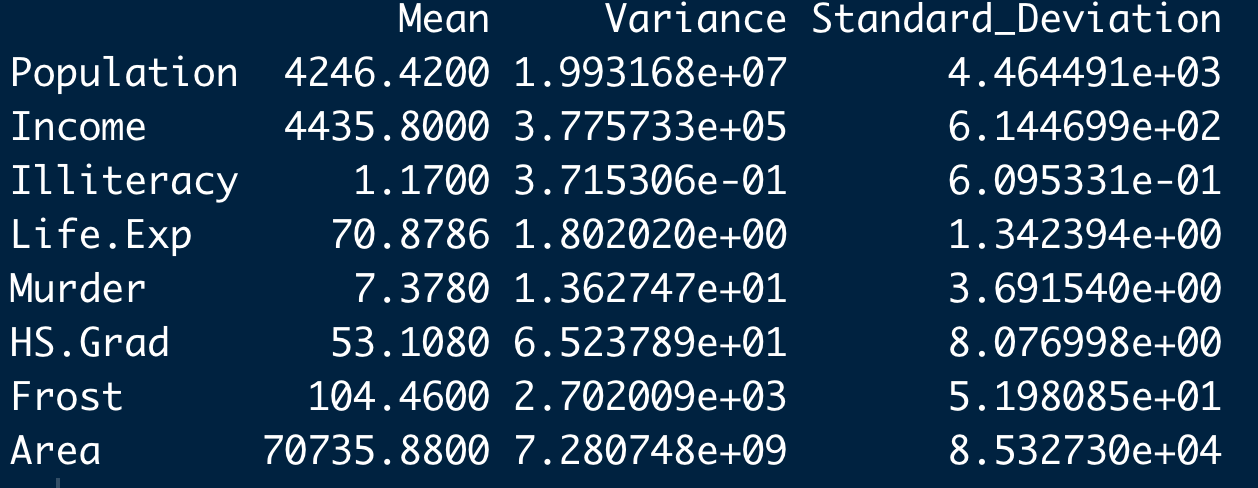 Mean Variance Standard_Deviation
Population 4246.4200 1.993168e+07 4.464491e+03
Income 4435.8000 3.775733e+05 6.144699e+02
Illiteracy 1.1700 3.715306e-01 6.095331e-01
Life.Exp 70.8786 1.802020e+00 1.342394e+00
Murder 7.3780 1.362747e+01 3.691540e+00
HS.Grad 53.1080 6.523789e+01 8.076998e+00
Frost 104.4600 2.702009e+03 5.198085e+01
Area 70735.8800 7.280748e+09 8.532730e+04